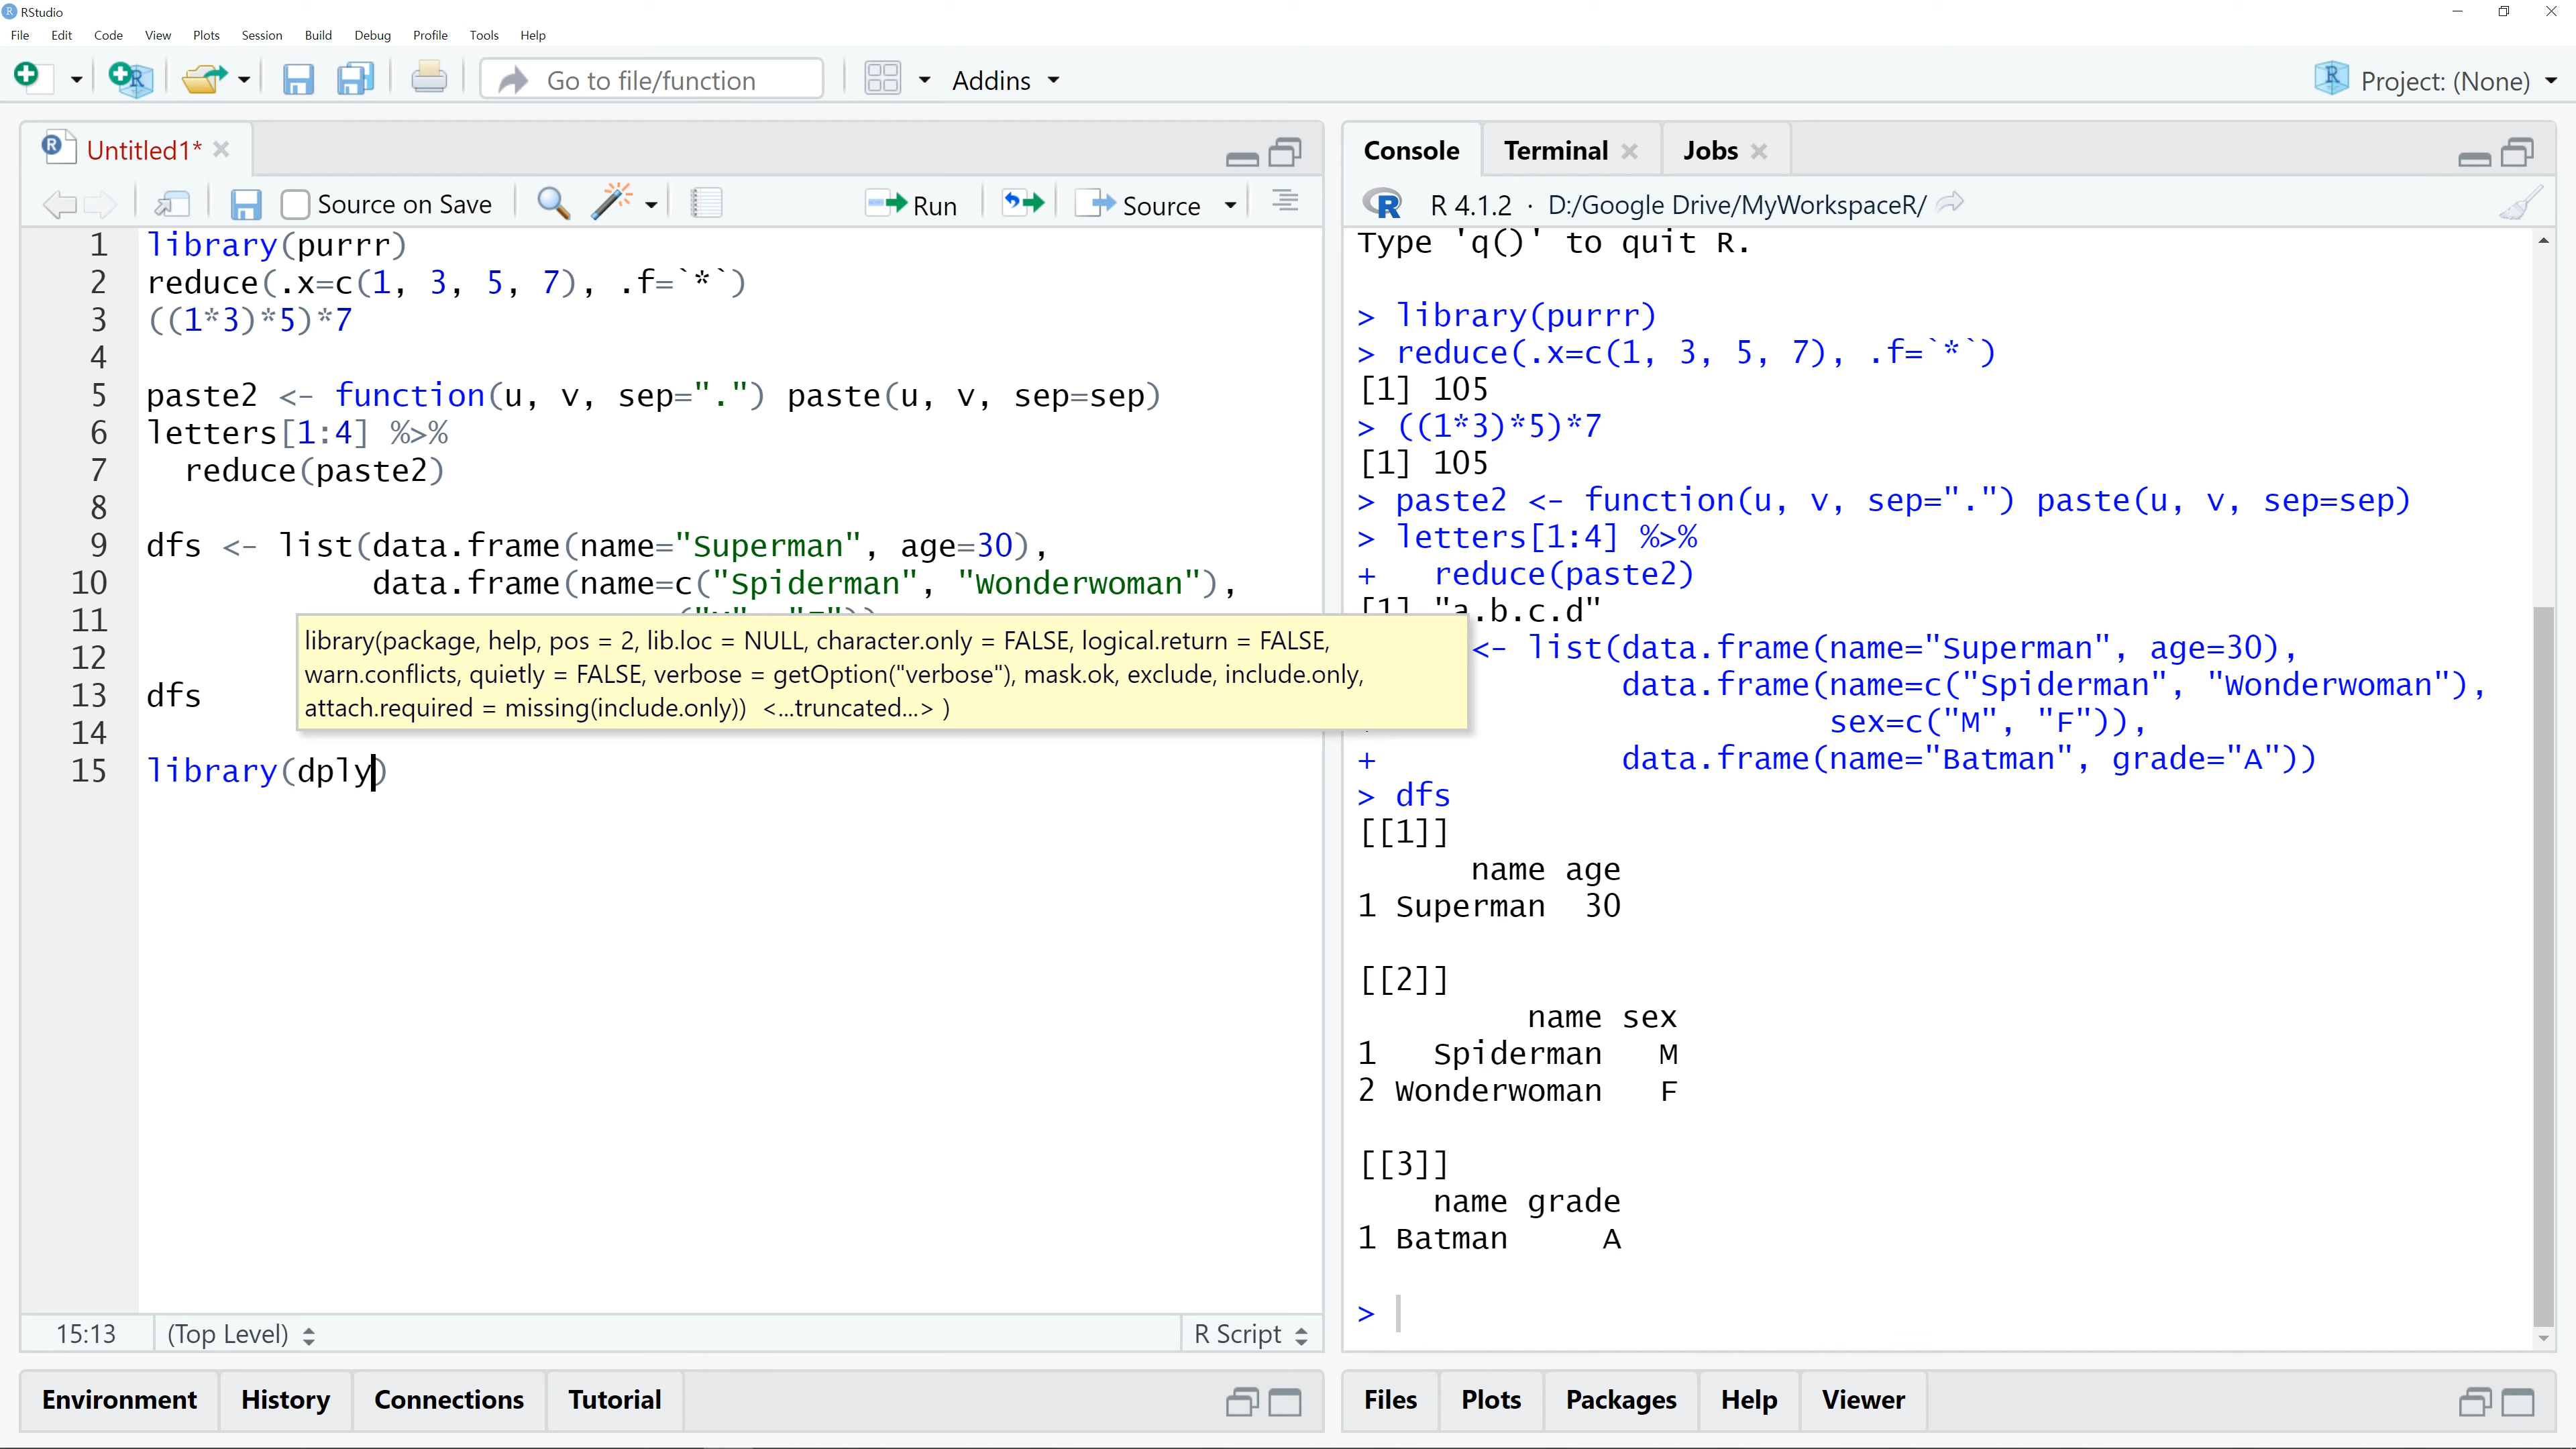 RStudio
File Edit Code View Plots Session Build Debug Profile Tools Help
Go to file/function Addins Project: (None)
Untitled1*
Source on Save Run Source
1 library(purrr)
2 reduce(.x=c(1, 3, 5, 7), .f=`*`)
3 ((1*3)*5)*7
4
5 paste2 <- function(u, v, sep=".") paste(u, v, sep=sep)
6 letters[1:4] %>%
7 reduce(paste2)
8
9 dfs <- list(data.frame(name="Superman", age=30),
10 data.frame(name=c("Spiderman", "Wonderwoman"),
11
12
13 dfs
14
15 library(dply)
library(package, help, pos = 2, lib.loc = NULL, character.only = FALSE, logical.return = FALSE,
warn.conflicts, quietly = FALSE, verbose = getOption("verbose"), mask.ok, exclude, include.only,
attach.required = missing(include.only)) <...truncated...> )
15:13 (Top Level) R Script
Environment History Connections Tutorial
Console Terminal Jobs
R 4.1.2 · D:/Google Drive/MyWorkspaceR/
Type 'q()' to quit R.
> library(purrr)
> reduce(.x=c(1, 3, 5, 7), .f=`*`)
[1] 105
> ((1*3)*5)*7
[1] 105
> paste2 <- function(u, v, sep=".") paste(u, v, sep=sep)
> letters[1:4] %>%
+ reduce(paste2)
[1] "a.b.c.d"
<- list(data.frame(name="Superman", age=30),
data.frame(name=c("Spiderman", "Wonderwoman"),
sex=c("M", "F")),
+ data.frame(name="Batman", grade="A"))
> dfs
[[1]]
name age
1 Superman 30
[[2]]
name sex
1 Spiderman M
2 Wonderwoman F
[[3]]
name grade
1 Batman A
>
Files Plots Packages Help Viewer